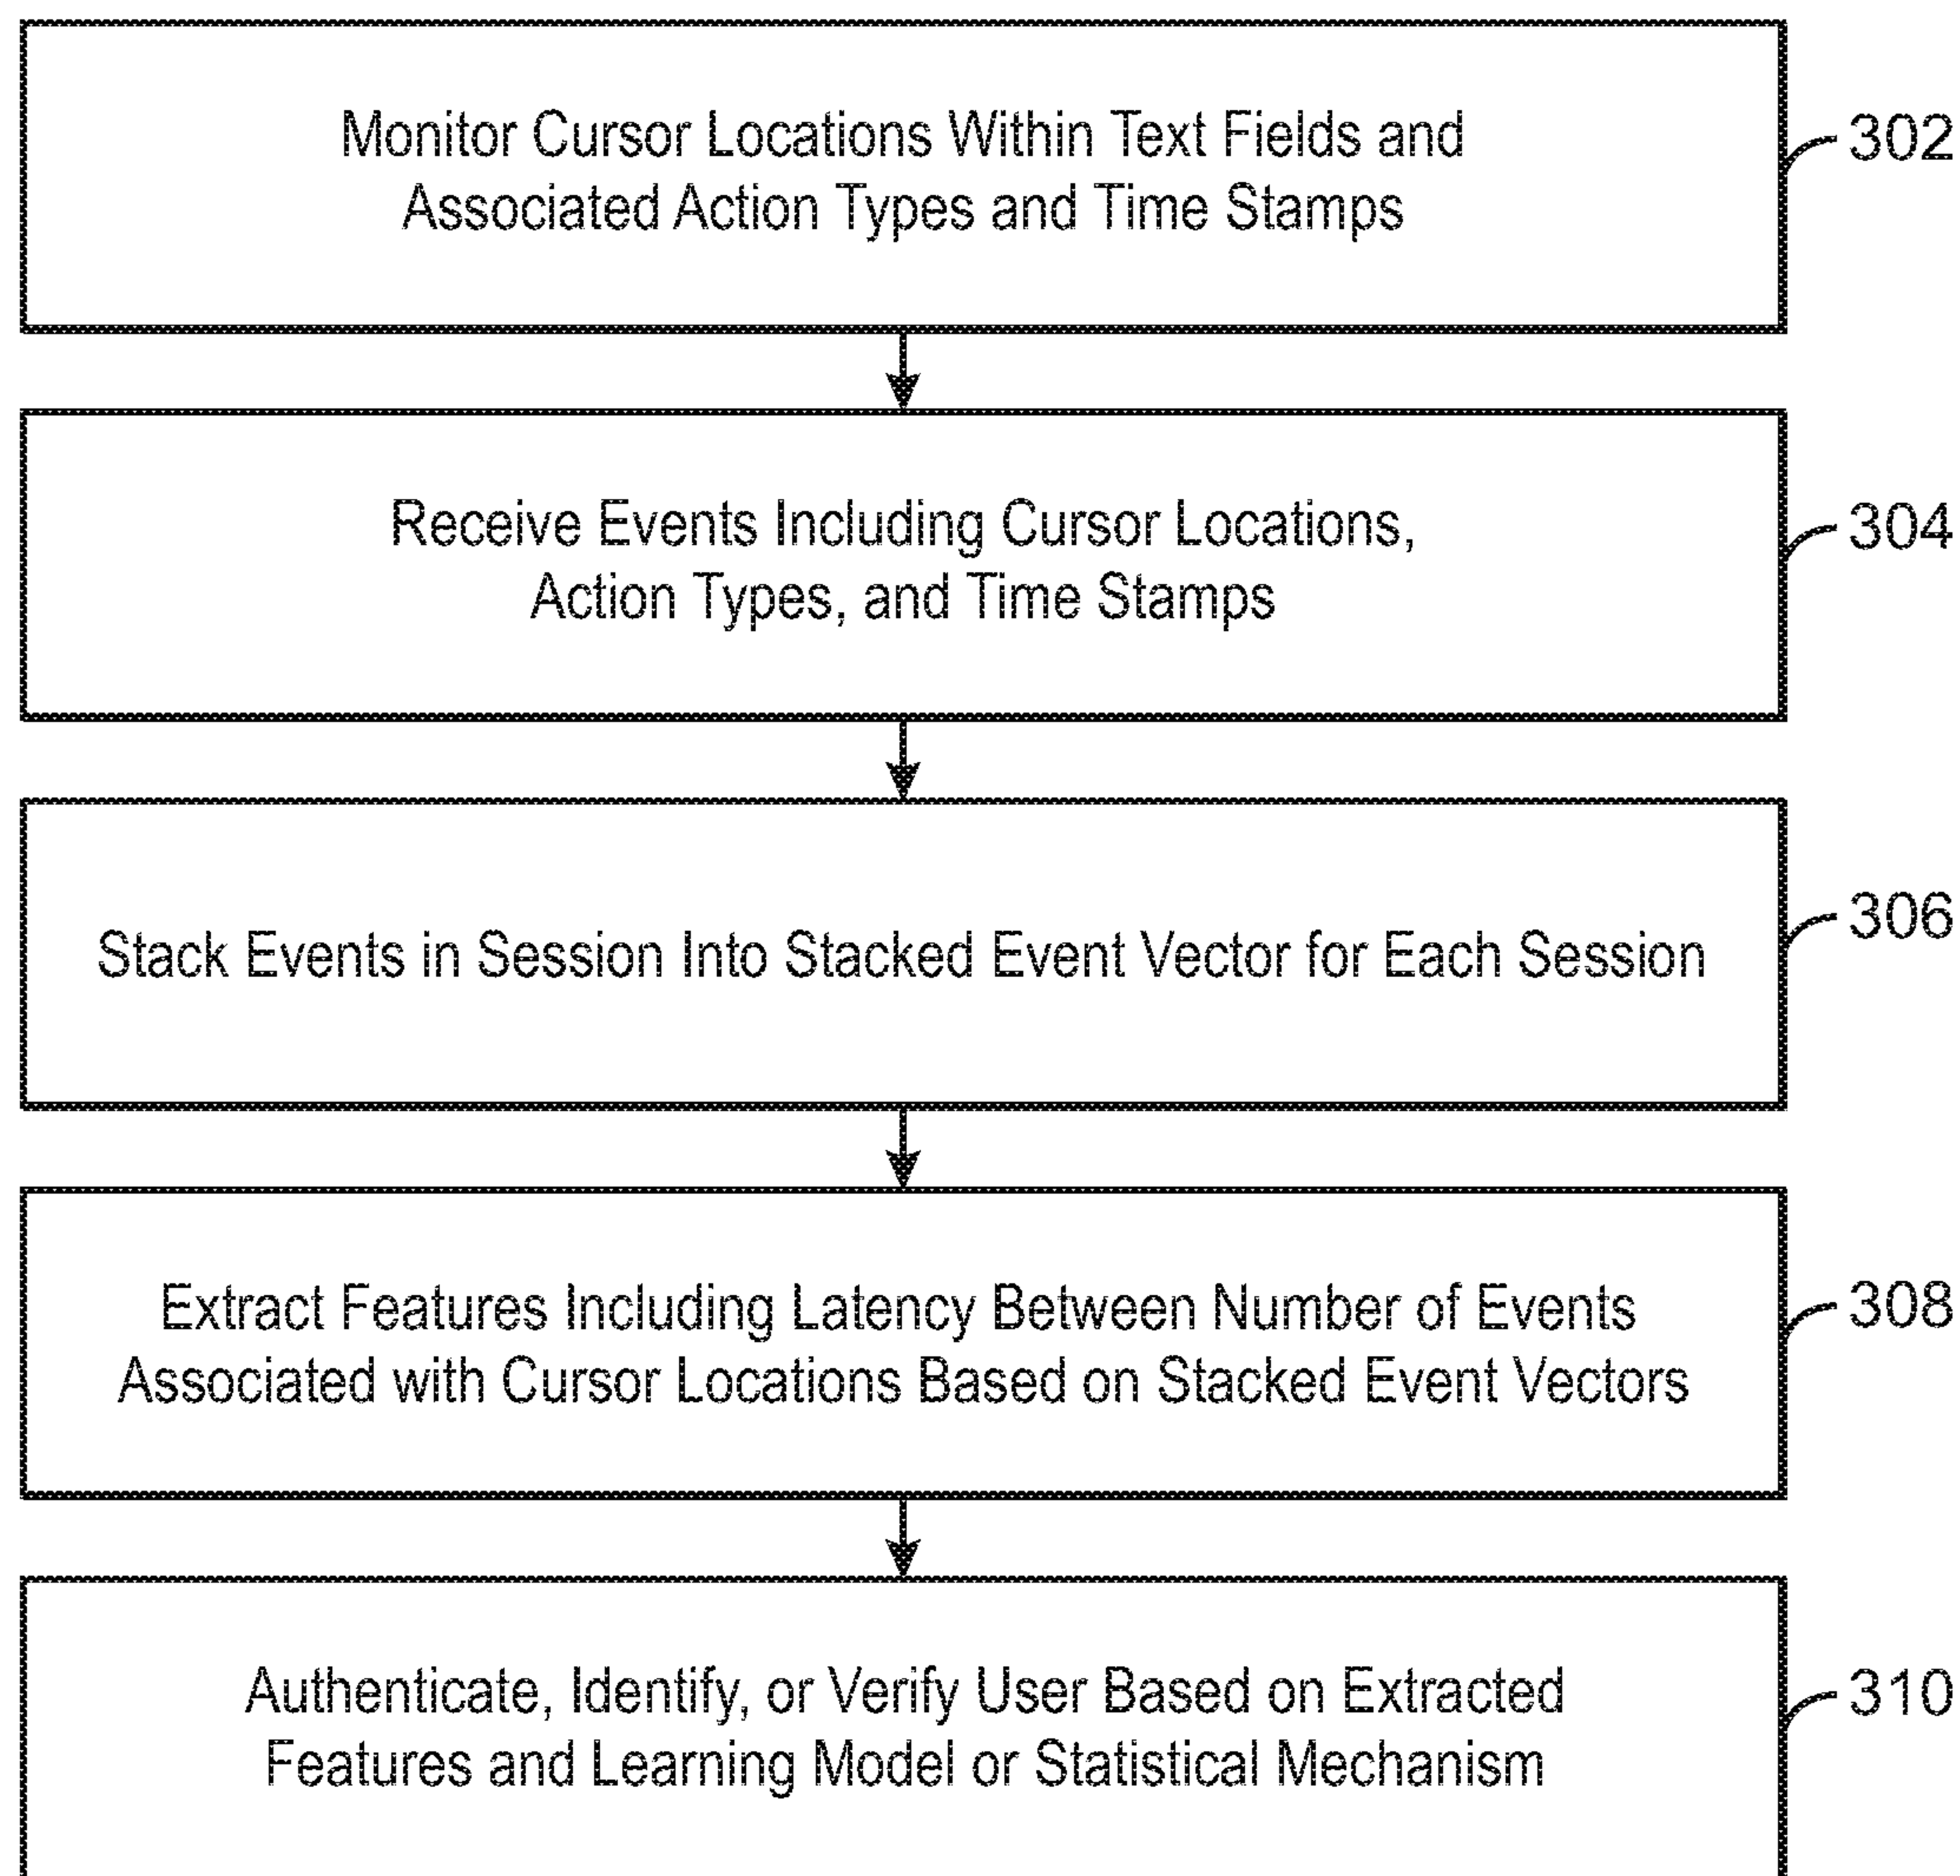 Monitor Cursor Locations Within Text Fields and
Associated Action Types and Time Stamps
302
Receive Events Including Cursor Locations,
Action Types, and Time Stamps
304
Stack Events in Session Into Stacked Event Vector for Each Session
306
Extract Features Including Latency Between Number of Events
Associated with Cursor Locations Based on Stacked Event Vectors
308
Authenticate, Identify, or Verify User Based on Extracted
Features and Learning Model or Statistical Mechanism
310